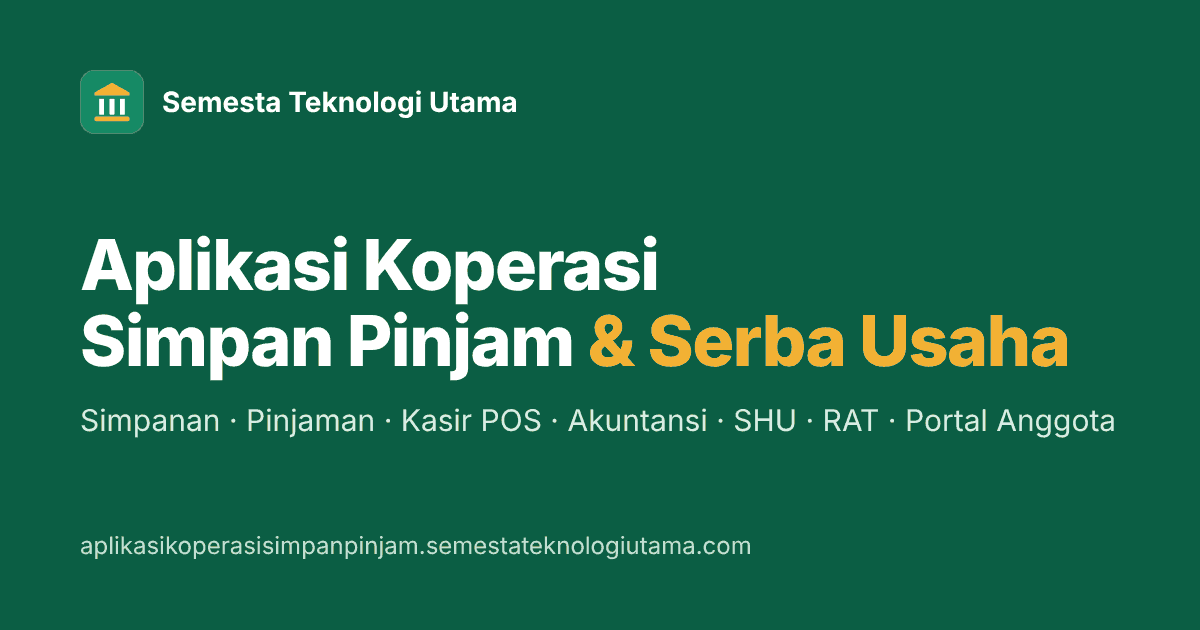 Semesta Teknologi Utama
Aplikasi Koperasi
Simpan Pinjam & Serba Usaha
Simpanan · Pinjaman · Kasir POS · Akuntansi · SHU · RAT · Portal Anggota
aplikasikoperasisimpanpinjam.semestateknologiutama.com